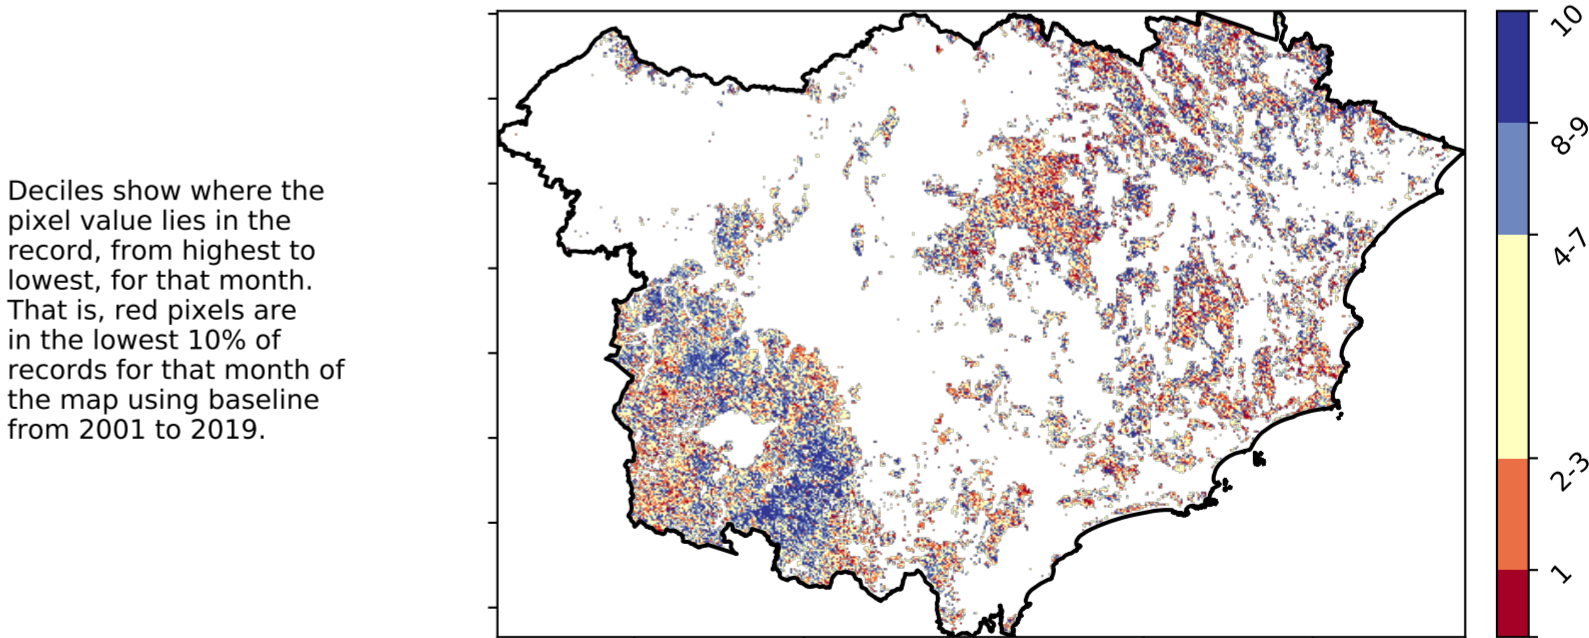 Deciles show where the
pixel value lies in the
record, from highest to
lowest, for that month.
That is, red pixels are
in the lowest 10% of
records for that month of
the map using baseline
from 2001 to 2019.
10
8-9
4-7
2-3
1